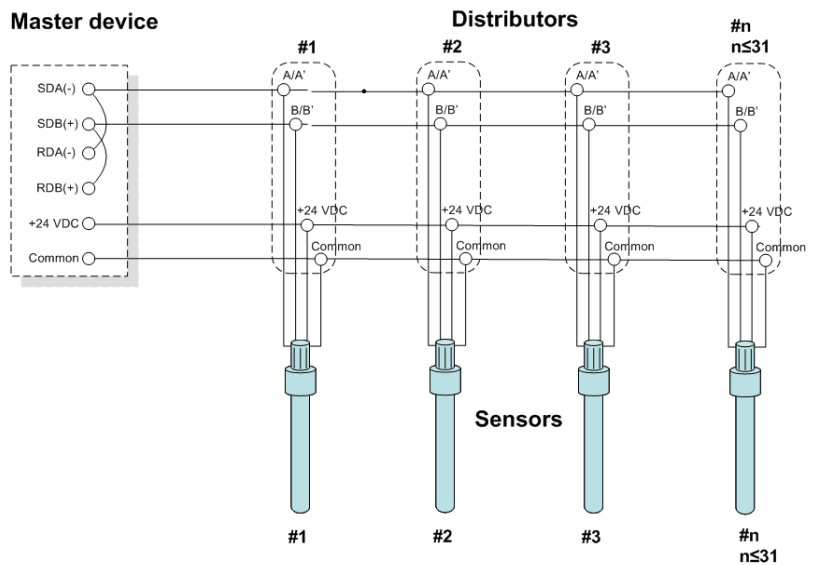 Master device
Distributors
#1
#2
#3
#n
n≤31
SDA(-)
SDB(+)
RDA(-)
RDB(+)
+24 VDC
Common
A/A'
B/B'
+24 VDC
Common
A/A'
B/B'
+24 VDC
Common
A/A'
B/B'
+24 VDC
Common
A/A'
B/B'
+24 VDC
Common
Sensors
#1
#2
#3
#n
n≤31